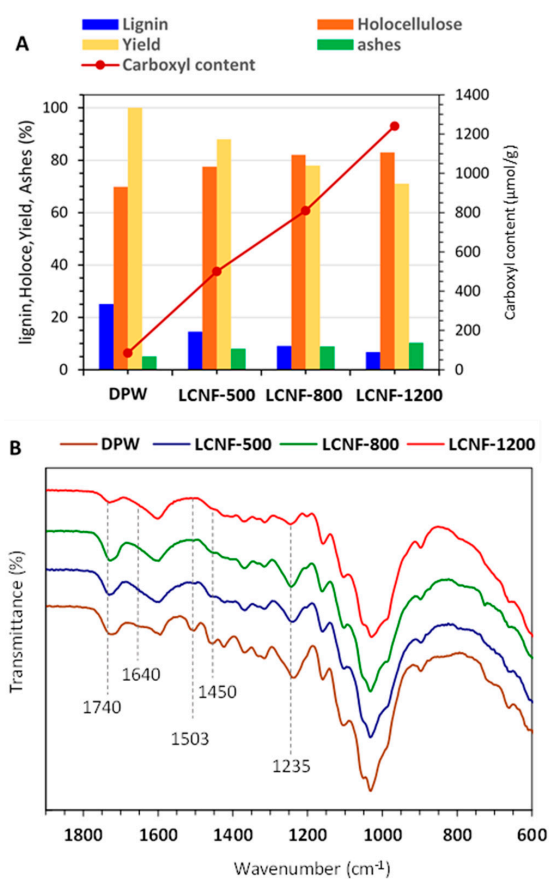 A
Lignin Holocellulose
Yield ashes
Carboxyl content
lignin,Holoce,Yield, Ashes (%)
100
80
60
40
20
0
1400
1200
1000
800
600
400
200
0
Carboxyl content (µmol/g)
DPW LCNF-500 LCNF-800 LCNF-1200
B
DPW LCNF-500 LCNF-800 LCNF-1200
Transmittance (%)
1740
1640
1503
1450
1235
1800 1600 1400 1200 1000 800 600
Wavenumber (cm-1)